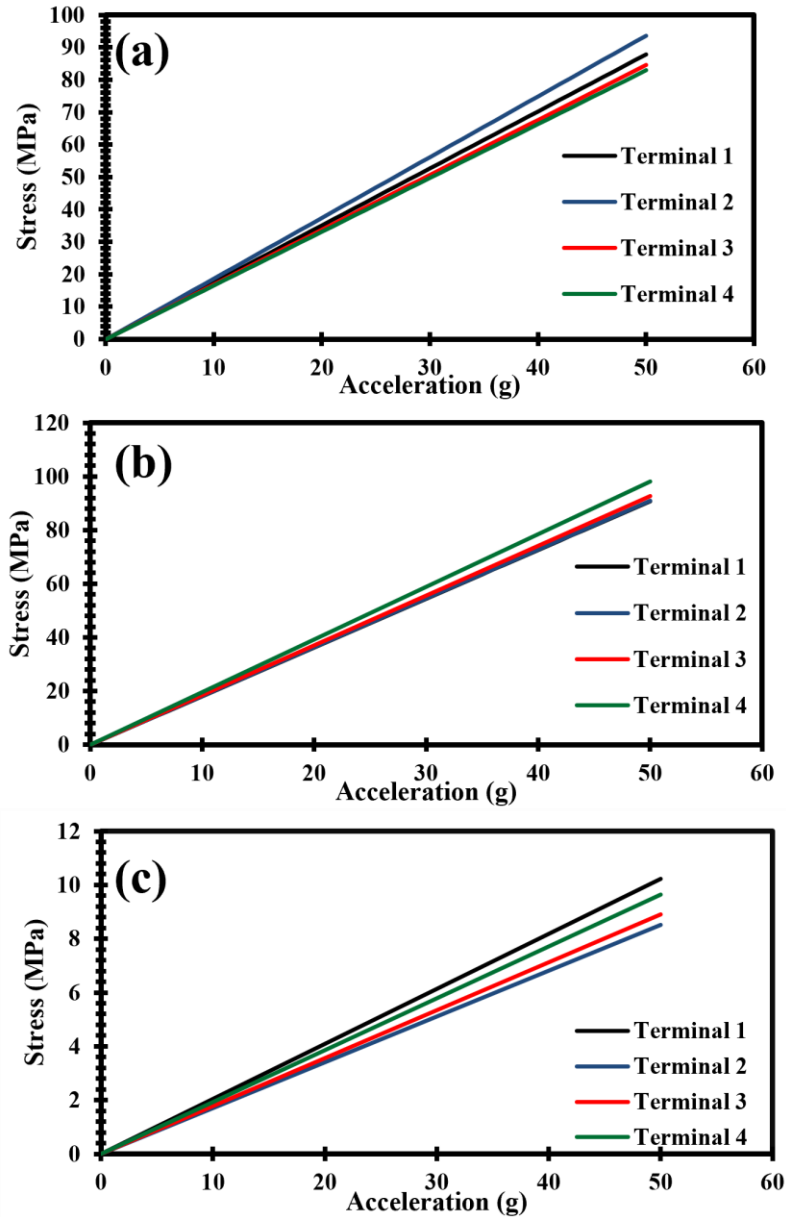 (a)
Stress (MPa)
100
90
80
70
60
50
40
30
20
10
0
Terminal 1
Terminal 2
Terminal 3
Terminal 4
0 10 20 30 40 50 60
Acceleration (g)
(b)
Stress (MPa)
120
100
80
60
40
20
0
Terminal 1
Terminal 2
Terminal 3
Terminal 4
0 10 20 30 40 50 60
Acceleration (g)
(c)
Stress (MPa)
12
10
8
6
4
2
0
Terminal 1
Terminal 2
Terminal 3
Terminal 4
0 10 20 30 40 50 60
Acceleration (g)